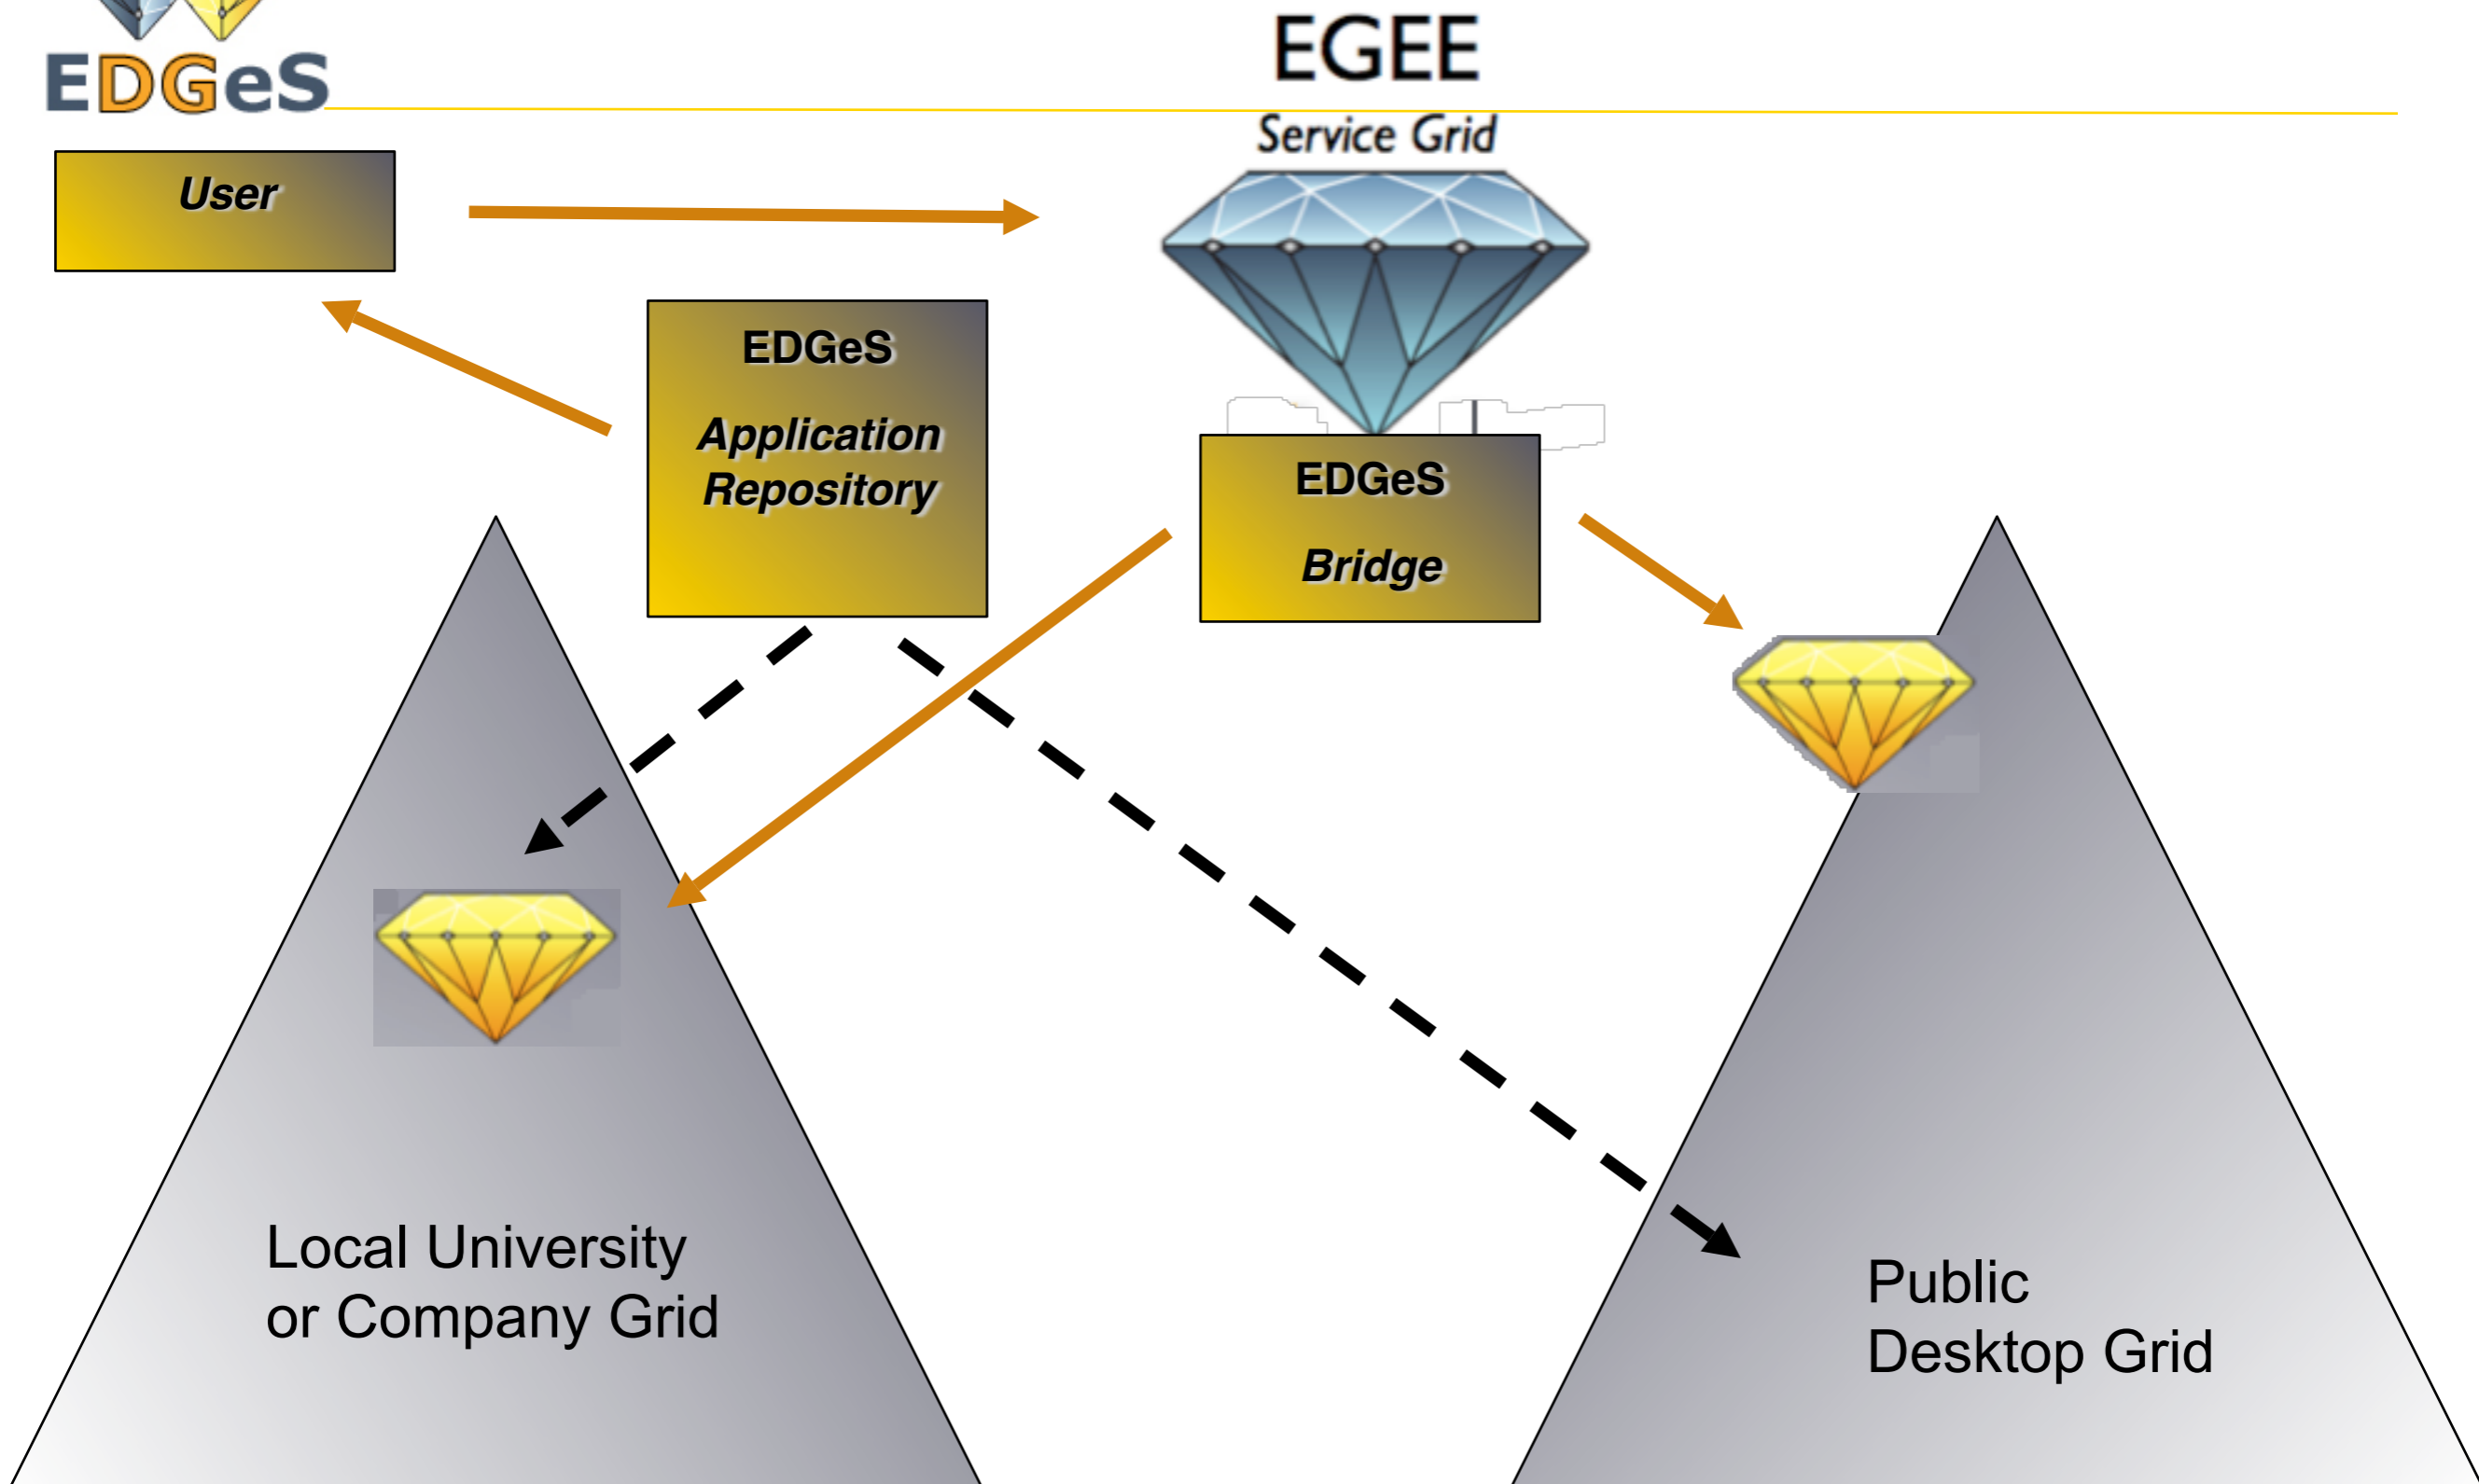 EDGeS
EGEE
Service Grid
User
EDGeS
Application
Repository
EDGeS
Bridge
Local University
or Company Grid
Public
Desktop Grid